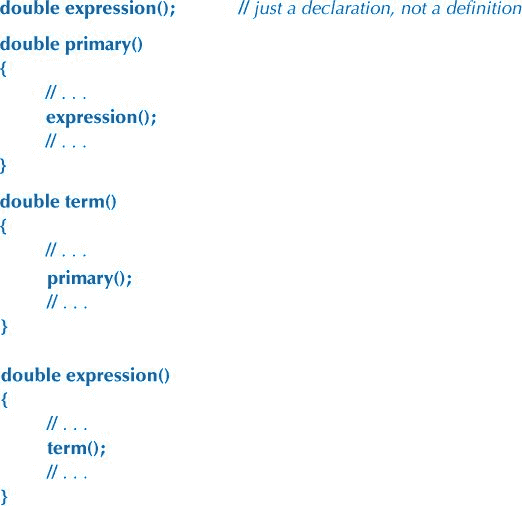 double expression(); // just a declaration, not a definition
double primary()
{
// . . .
expression();
// . . .
}
double term()
{
// . . .
primary();
// . . .
}
double expression()
{
// . . .
term();
// . . .
}